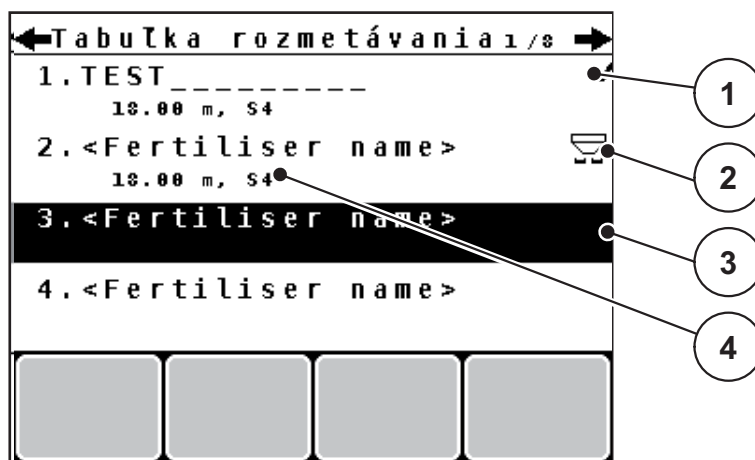 Tabuľka rozmetávania 1/8
1.TEST_________
18.00 m, S4
2.<Fertiliser name>
18.00 m, S4
3.<Fertiliser name>
4.<Fertiliser name>
1
2
3
4